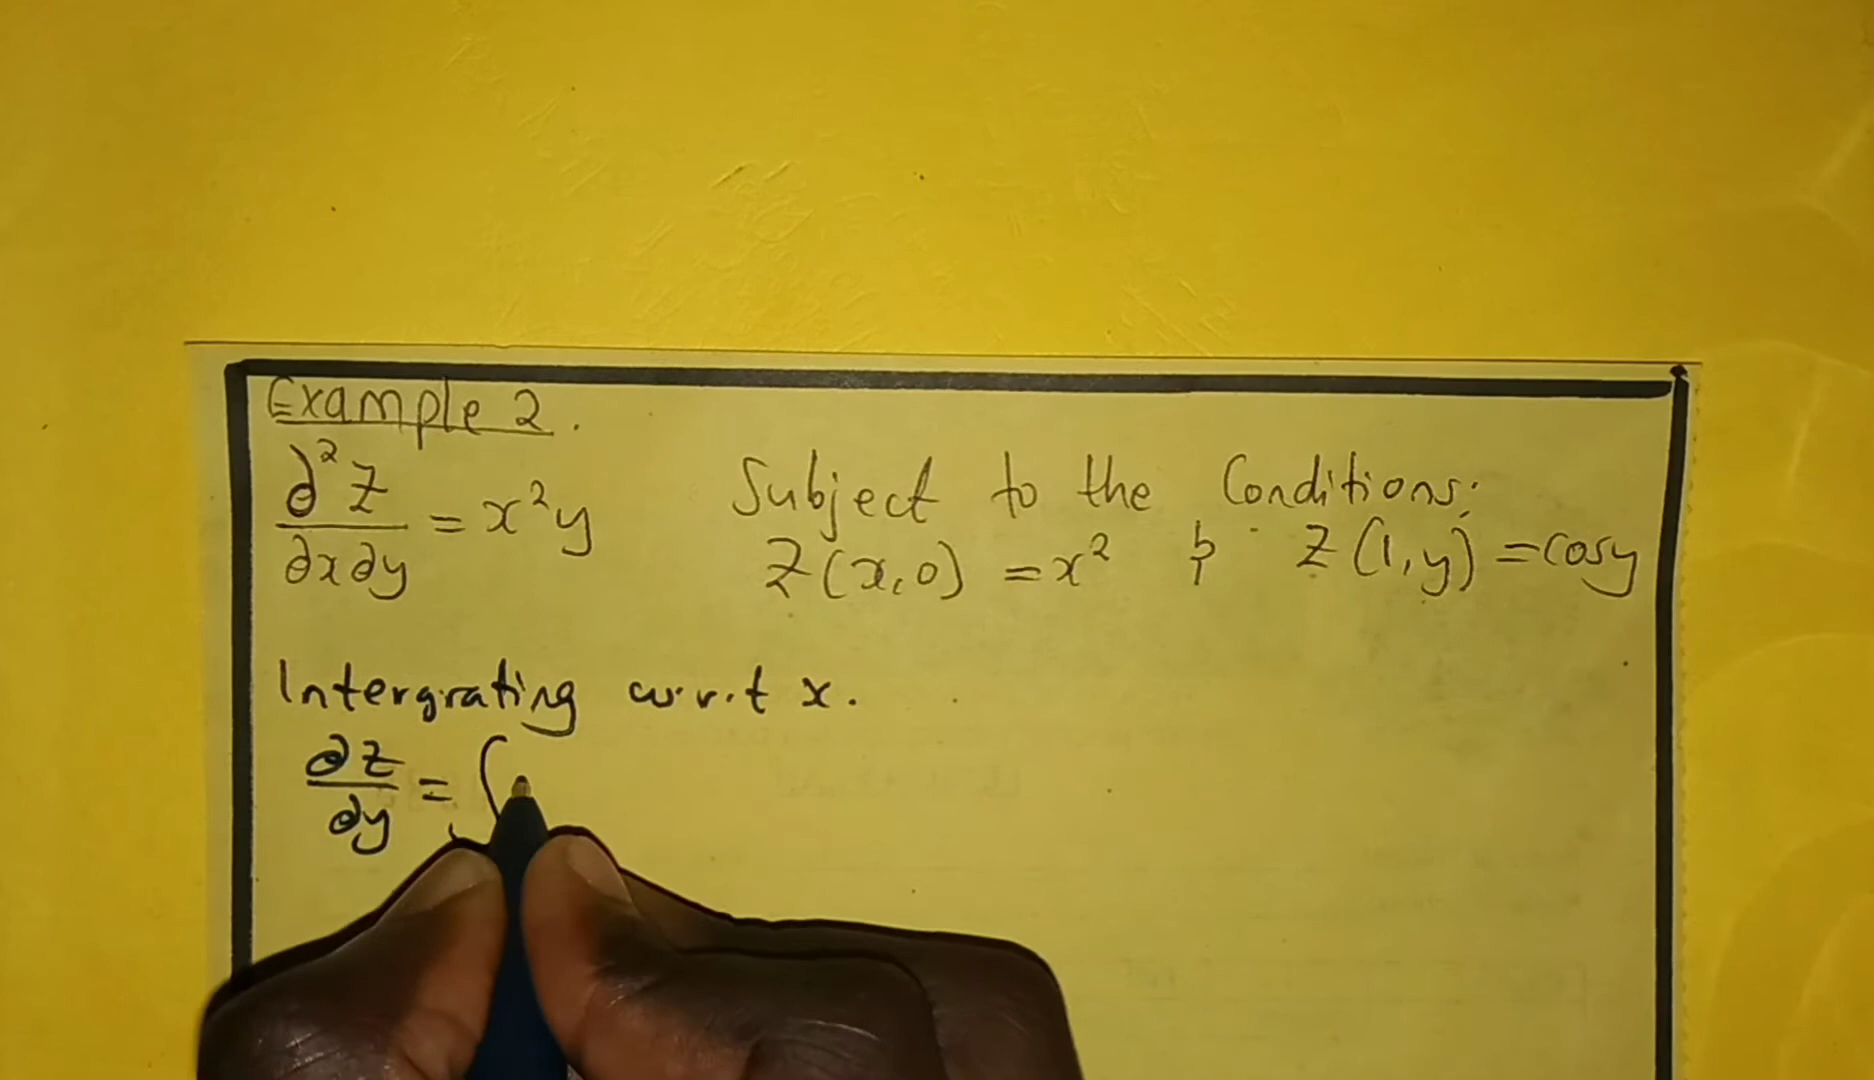 Example 2.
∂²Z/∂x∂y = x²y Subject to the Conditions;
Z(x,0) = x² & Z(1,y) = cosy
Intergrating w.r.t x.
∂z/∂y = ∫